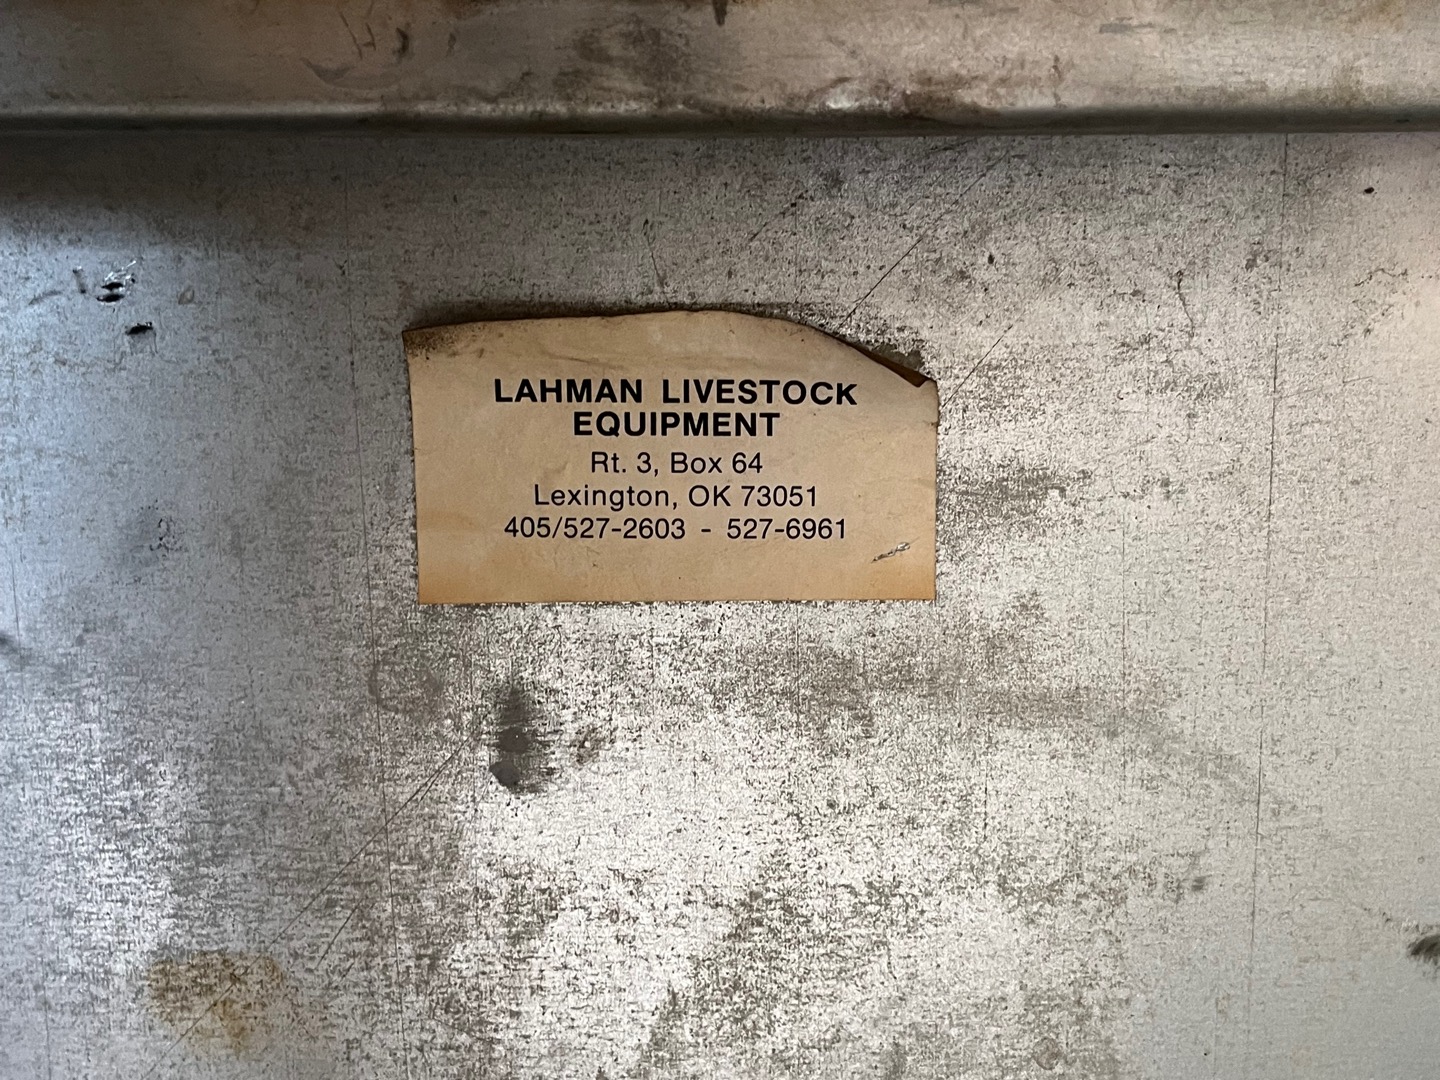 LAHMAN LIVESTOCK
EQUIPMENT
Rt. 3, Box 64
Lexington, OK 73051
405/527-2603 - 527-6961